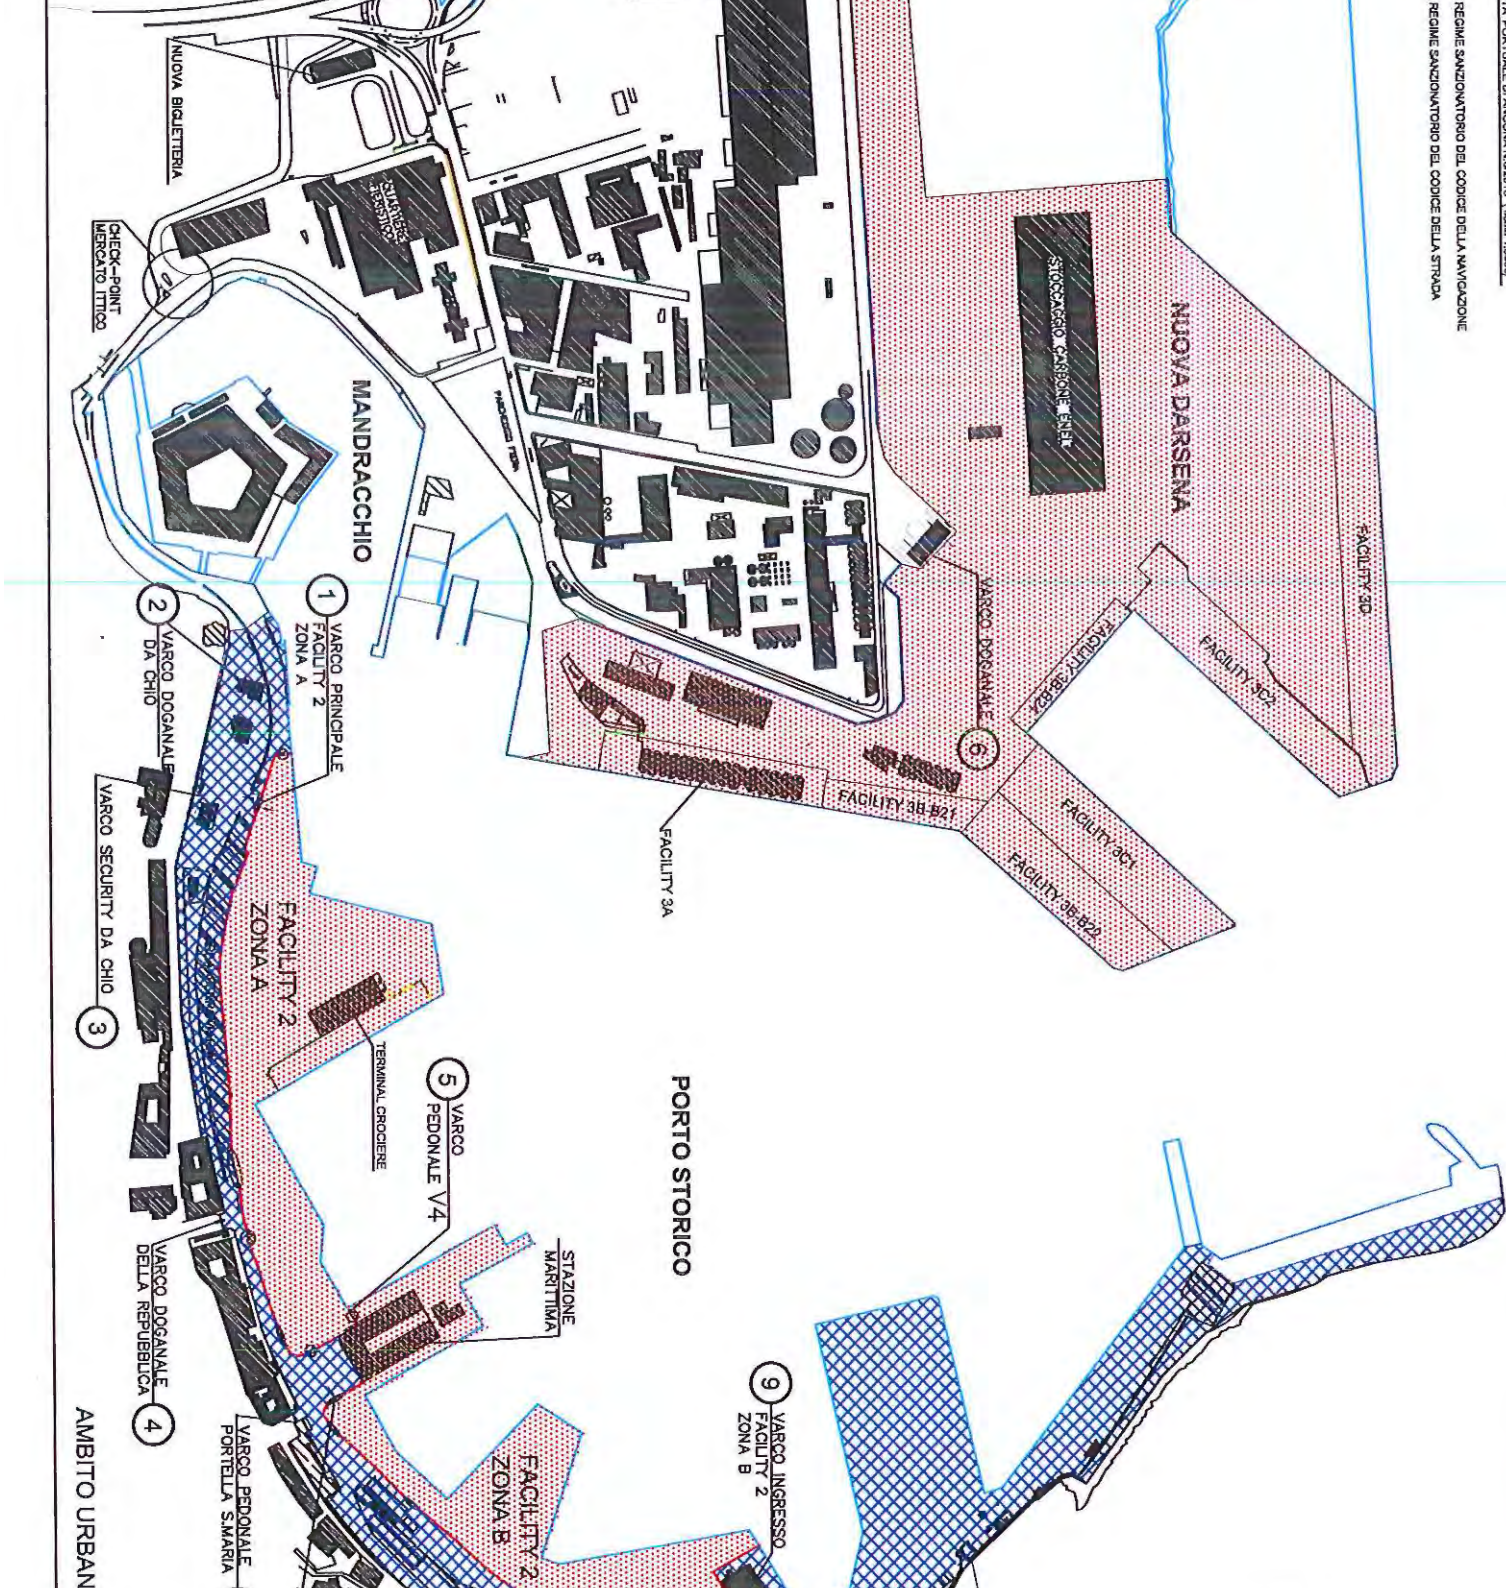 REGIME SANZIONATORIO DEL CODICE DELLA NAVIGAZIONE
REGIME SANZIONATORIO DEL CODICE DELLA STRADA
NUOVA BIGLIETTERIA
CHECK-POINT
MERCATO ITTICO
QUARTIERE
FIERISTICO
PARCHEGGIO FIERA
MANDRACCHIO
STOCCAGGIO CARBONE ENEL
NUOVA DARSENA
FACILITY 3D
FACILITY 3C2
FACILITY 3B-B24
FACILITY 3C1
FACILITY 3B-B22
FACILITY 3B-B21
FACILITY 3A
VARCO DOGANALE
6
1
VARCO PRINCIPALE
FACILITY 2
ZONA A
2
VARCO DOGANALE
DA CHIO
VARCO SECURITY DA CHIO
3
FACILITY 2
ZONA A
TERMINAL CROCIERE
5
VARCO
PEDONALE V4
PORTO STORICO
STAZIONE
MARITTIMA
VARCO DOGANALE
DELLA REPUBBLICA
4
9
VARCO INGRESSO
FACILITY 2
ZONA B
FACILITY 2
ZONA B
VARCO PEDONALE
PORTELLA S.MARIA
AMBITO URBAN